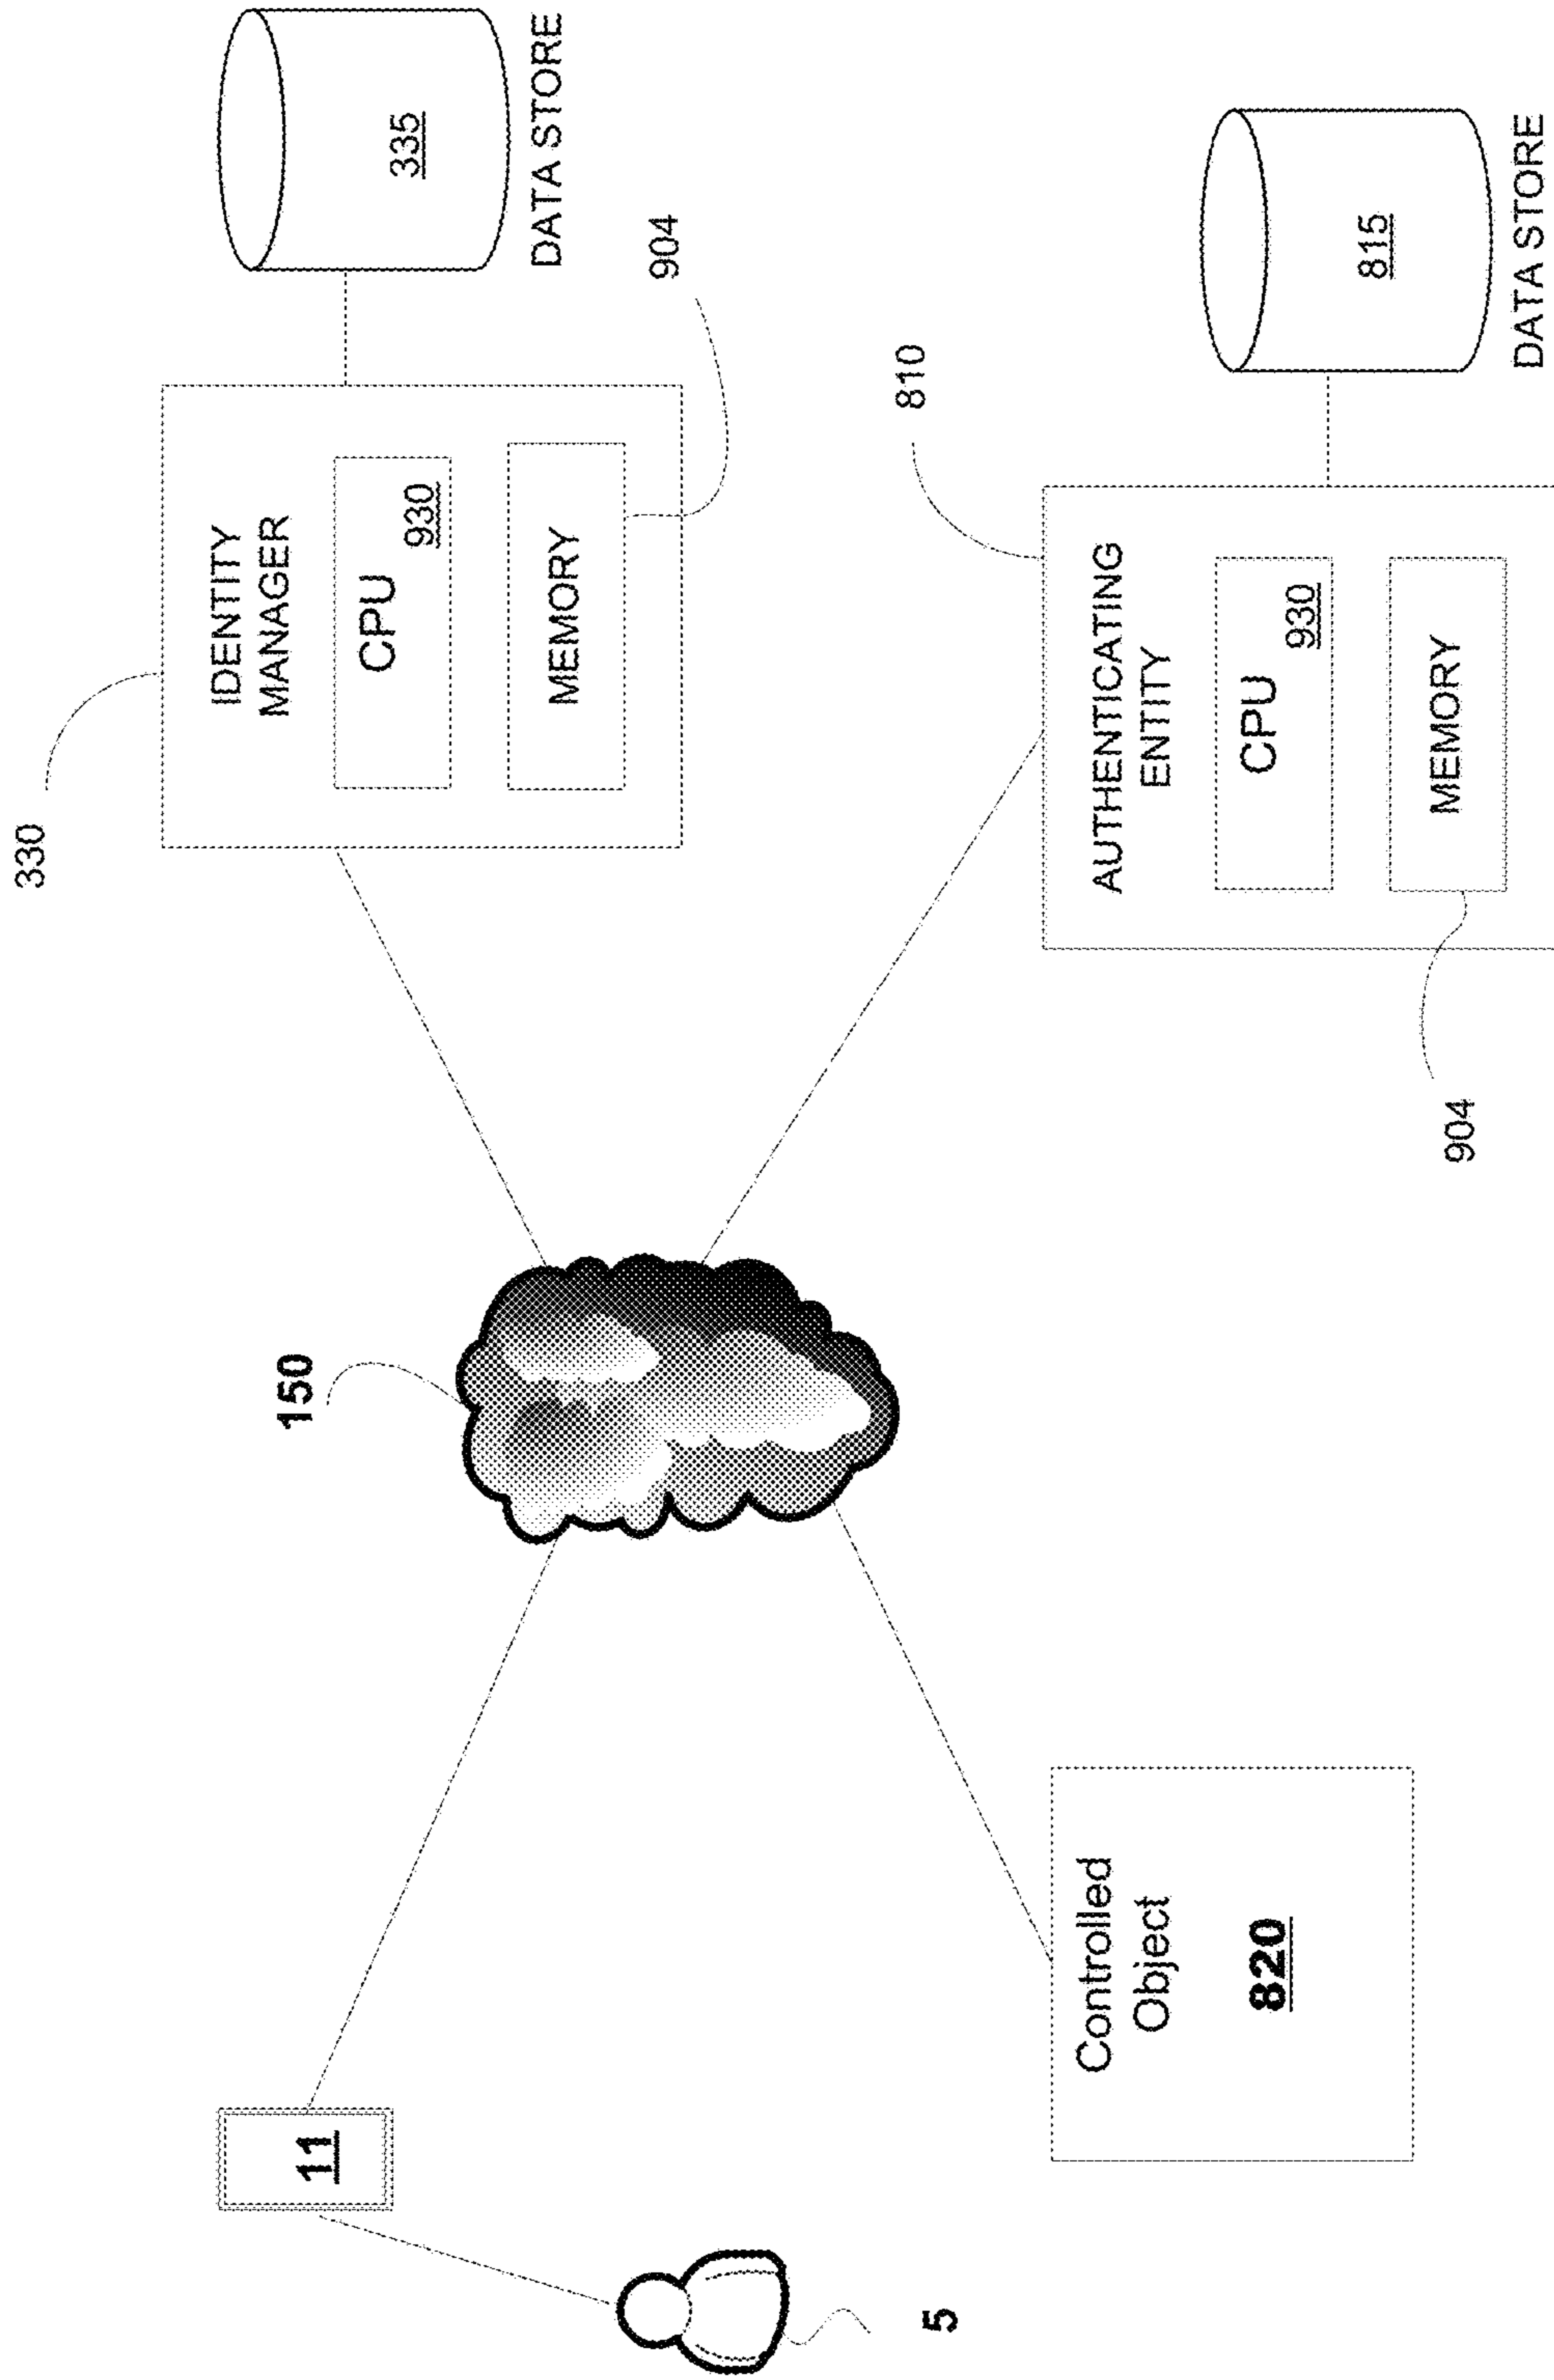 330
IDENTITY
MANAGER
CPU
930
MEMORY
904
335
DATA STORE
150
11
5
Controlled
Object
820
810
AUTHENTICATING
ENTITY
CPU
930
MEMORY
904
815
DATA STORE